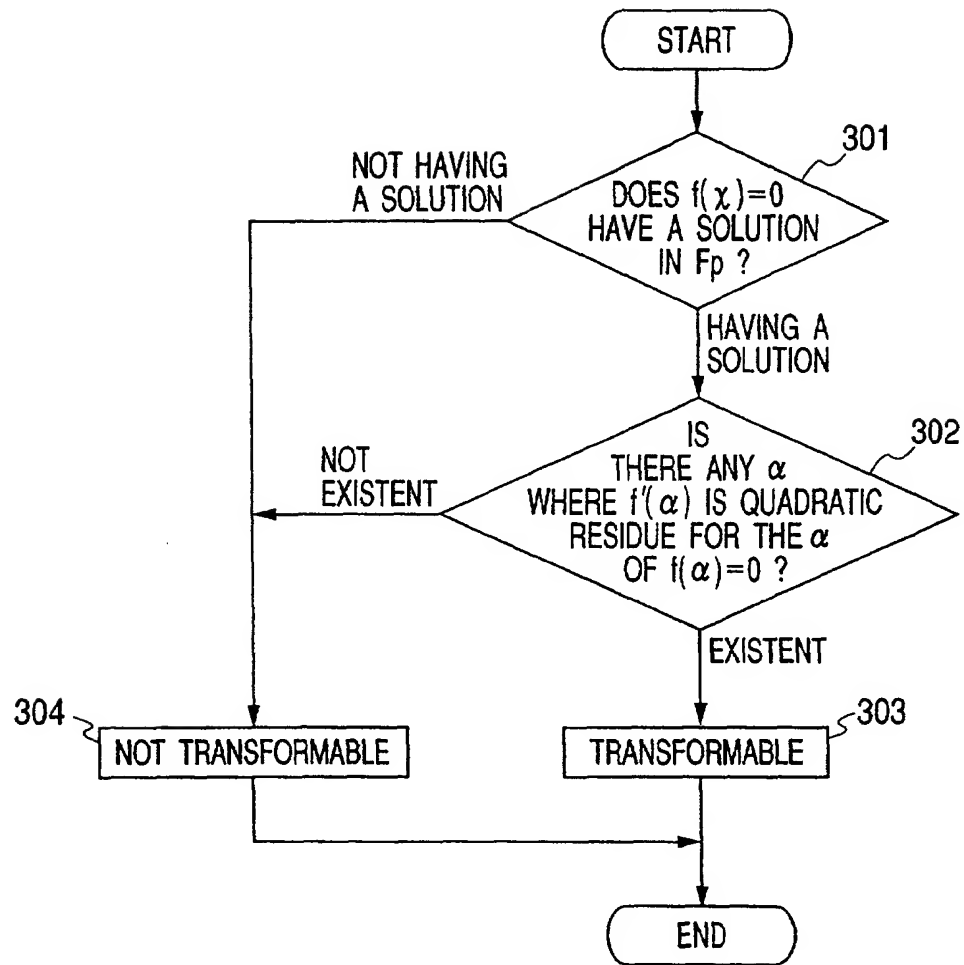 START
301
NOT HAVING
A SOLUTION
DOES f(χ)=0
HAVE A SOLUTION
IN Fp ?
HAVING A
SOLUTION
302
NOT
EXISTENT
IS
THERE ANY α
WHERE f'(α) IS QUADRATIC
RESIDUE FOR THE α
OF f(α)=0 ?
EXISTENT
304
NOT TRANSFORMABLE
303
TRANSFORMABLE
END